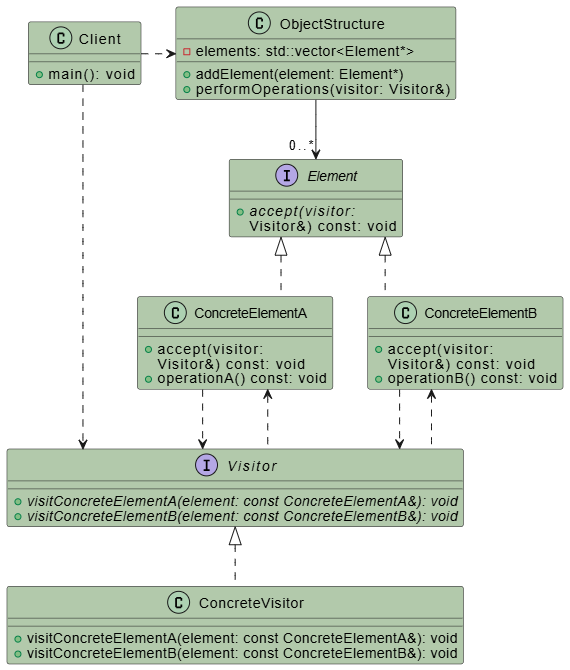 C Client
main(): void
C ObjectStructure
elements: std::vector<Element*>
addElement(element: Element*)
performOperations(visitor: Visitor&)
0..*
I Element
accept(visitor:
Visitor&) const: void
C ConcreteElementA
accept(visitor:
Visitor&) const: void
operationA() const: void
C ConcreteElementB
accept(visitor:
Visitor&) const: void
operationB() const: void
I Visitor
visitConcreteElementA(element: const ConcreteElementA&): void
visitConcreteElementB(element: const ConcreteElementB&): void
C ConcreteVisitor
visitConcreteElementA(element: const ConcreteElementA&): void
visitConcreteElementB(element: const ConcreteElementB&): void